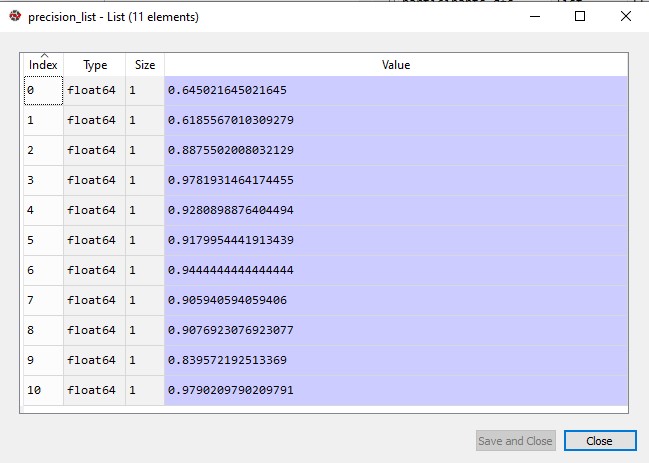 precision_list - List (11 elements)
Index Type Size Value
0 float64 1 0.645021645021645
1 float64 1 0.6185567010309279
2 float64 1 0.8875502008032129
3 float64 1 0.9781931464174455
4 float64 1 0.9280898876404494
5 float64 1 0.9179954441913439
6 float64 1 0.9444444444444444
7 float64 1 0.905940594059406
8 float64 1 0.9076923076923077
9 float64 1 0.839572192513369
10 float64 1 0.9790209790209791
Save and Close Close